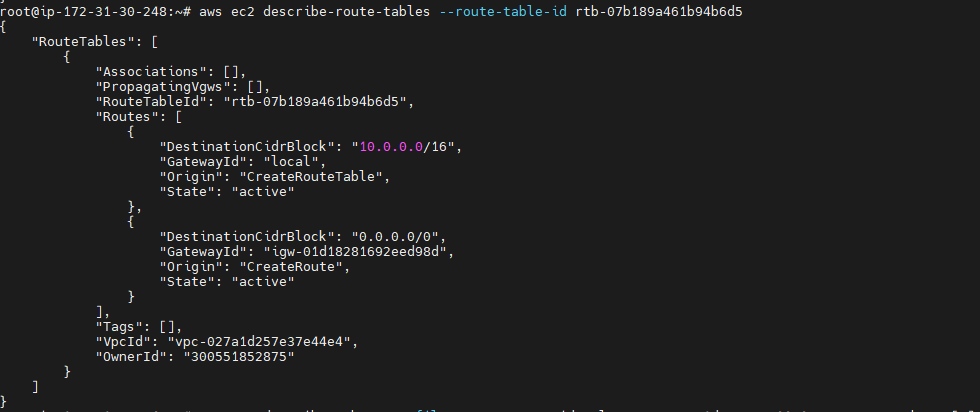 root@ip-172-31-30-248:~# aws ec2 describe-route-tables --route-table-id rtb-07b189a461b94b6d5
{
    "RouteTables": [
        {
            "Associations": [],
            "PropagatingVgws": [],
            "RouteTableId": "rtb-07b189a461b94b6d5",
            "Routes": [
                {
                    "DestinationCidrBlock": "10.0.0.0/16",
                    "GatewayId": "local",
                    "Origin": "CreateRouteTable",
                    "State": "active"
                },
                {
                    "DestinationCidrBlock": "0.0.0.0/0",
                    "GatewayId": "igw-01d18281692eed98d",
                    "Origin": "CreateRoute",
                    "State": "active"
                }
            ],
            "Tags": [],
            "VpcId": "vpc-027a1d257e37e44e4",
            "OwnerId": "300551852875"
        }
    ]
}